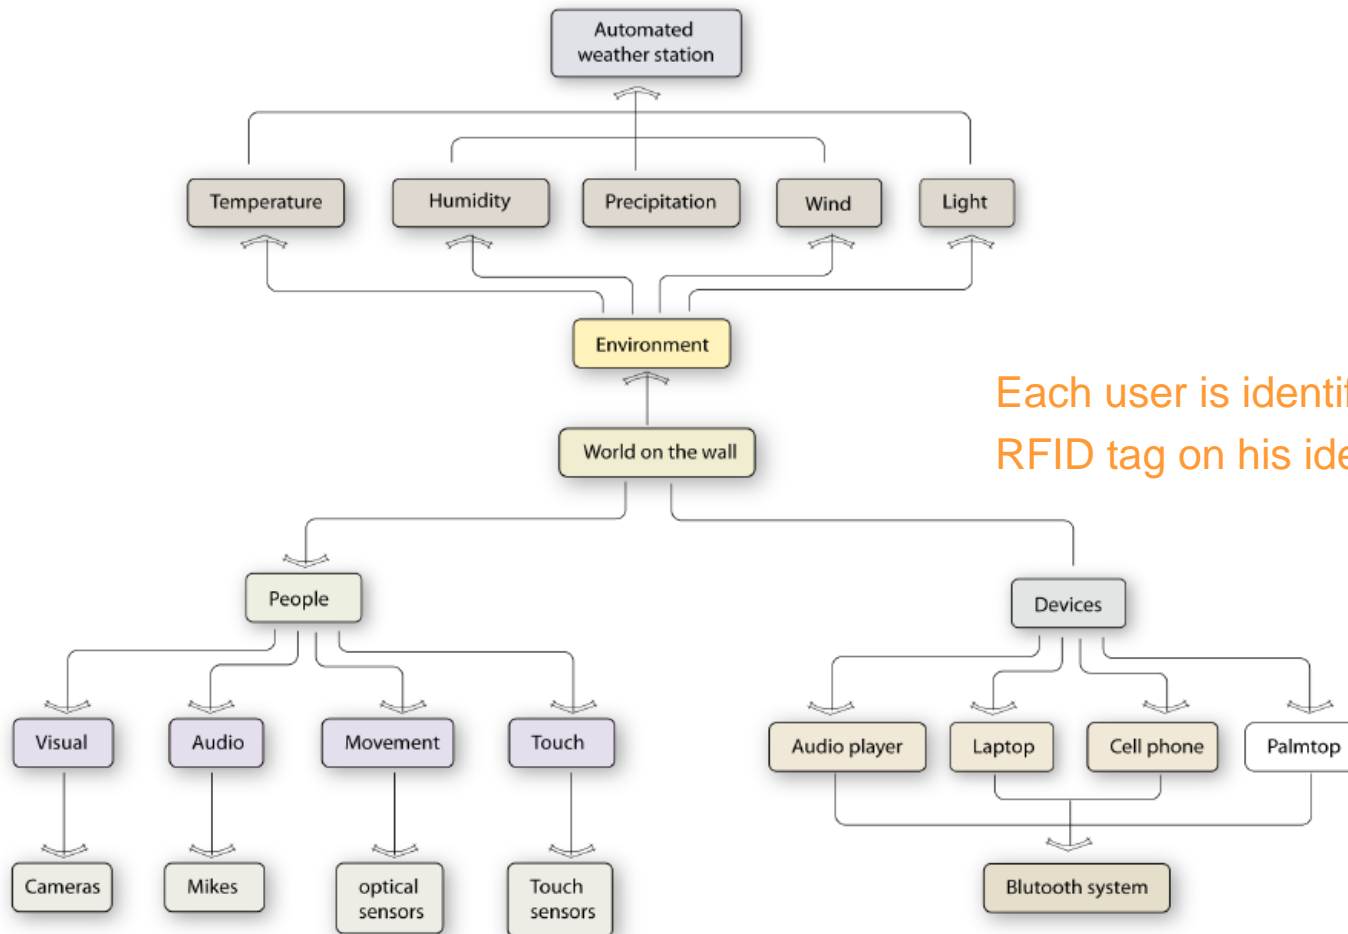 Automated
weather station
Temperature
Humidity
Precipitation
Wind
Light
Environment
Each user is identif
RFID tag on his ide
World on the wall
People
Devices
Visual
Audio
Movement
Touch
Audio player
Laptop
Cell phone
Palmtop
Cameras
Mikes
optical
sensors
Touch
sensors
Blutooth system